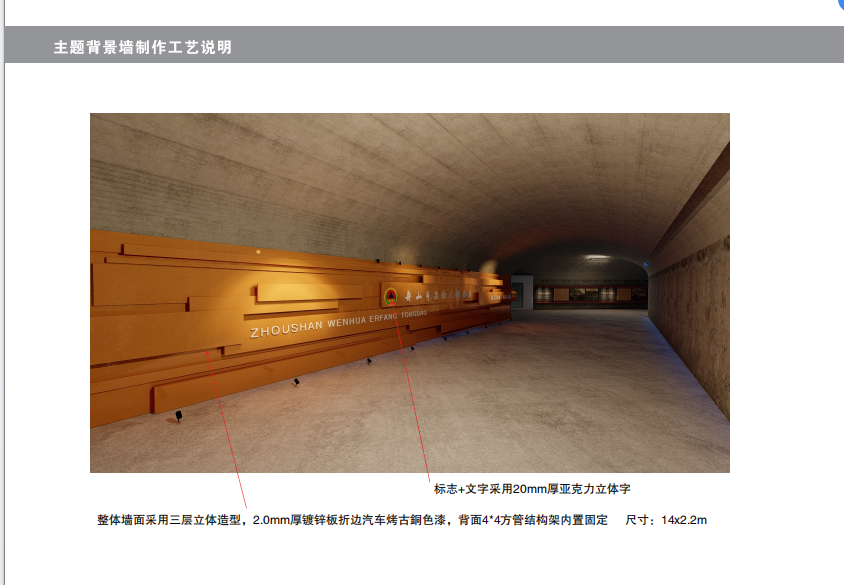 主题背景墙制作工艺说明
ZHOUSHAN WENHUA ERFANG TONGDAO
标志+文字采用20mm厚亚克力立体字
整体墙面采用三层立体造型，2.0mm厚镀锌板折边汽车烤古銅色漆，背面4*4方管结构架内置固定 尺寸：14x2.2m